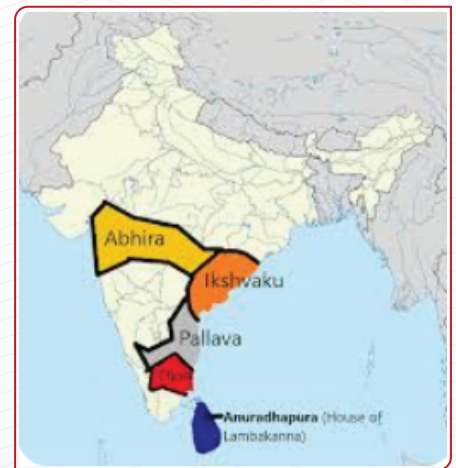 Abhira
Ikshvaku
Pallava
Anuradhapura (House of
Lambakanna)